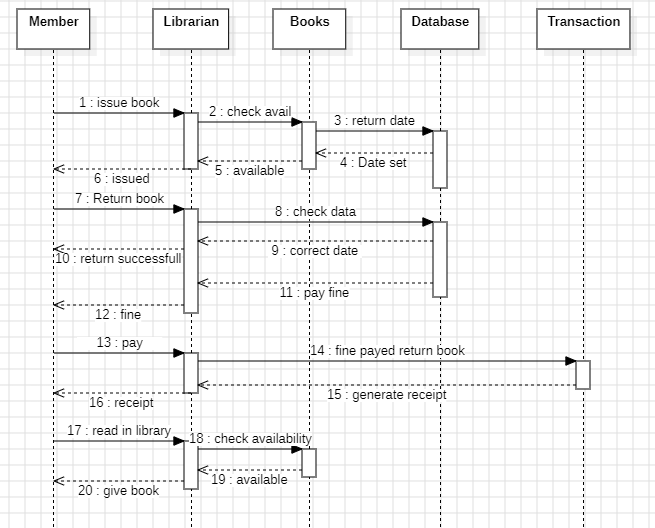 Member Librarian Books Database Transaction
1 : issue book
2 : check avail
3 : return date
4 : Date set
5 : available
6 : issued
7 : Return book
8 : check data
9 : correct date
10 : return successfull
11 : pay fine
12 : fine
13 : pay
14 : fine payed return book
15 : generate receipt
16 : receipt
17 : read in library
18 : check availability
19 : available
20 : give book